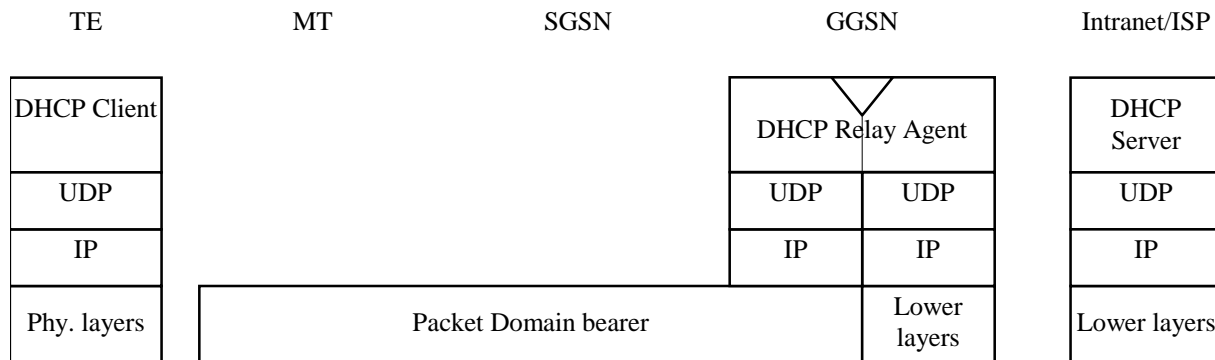 TE MT SGSN GGSN Intranet/ISP
DHCP Client
DHCP Relay Agent
DHCP
Server
UDP UDP UDP UDP
IP IP IP IP
Phy. layers Packet Domain bearer Lower
layers Lower layers